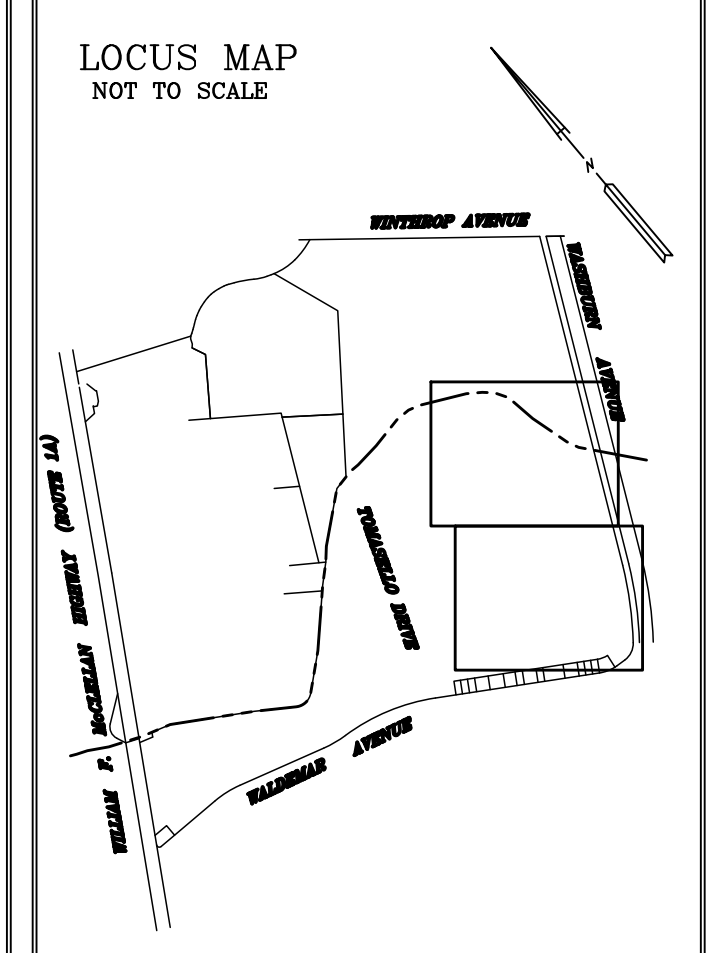 LOCUS MAP
NOT TO SCALE
N
WINTHROP AVENUE
WASHBURN AVENUE
WILLIAM F. McCLELLAN HIGHWAY (ROUTE 1A)
TOMASELLO DRIVE
WALDEMAR AVENUE